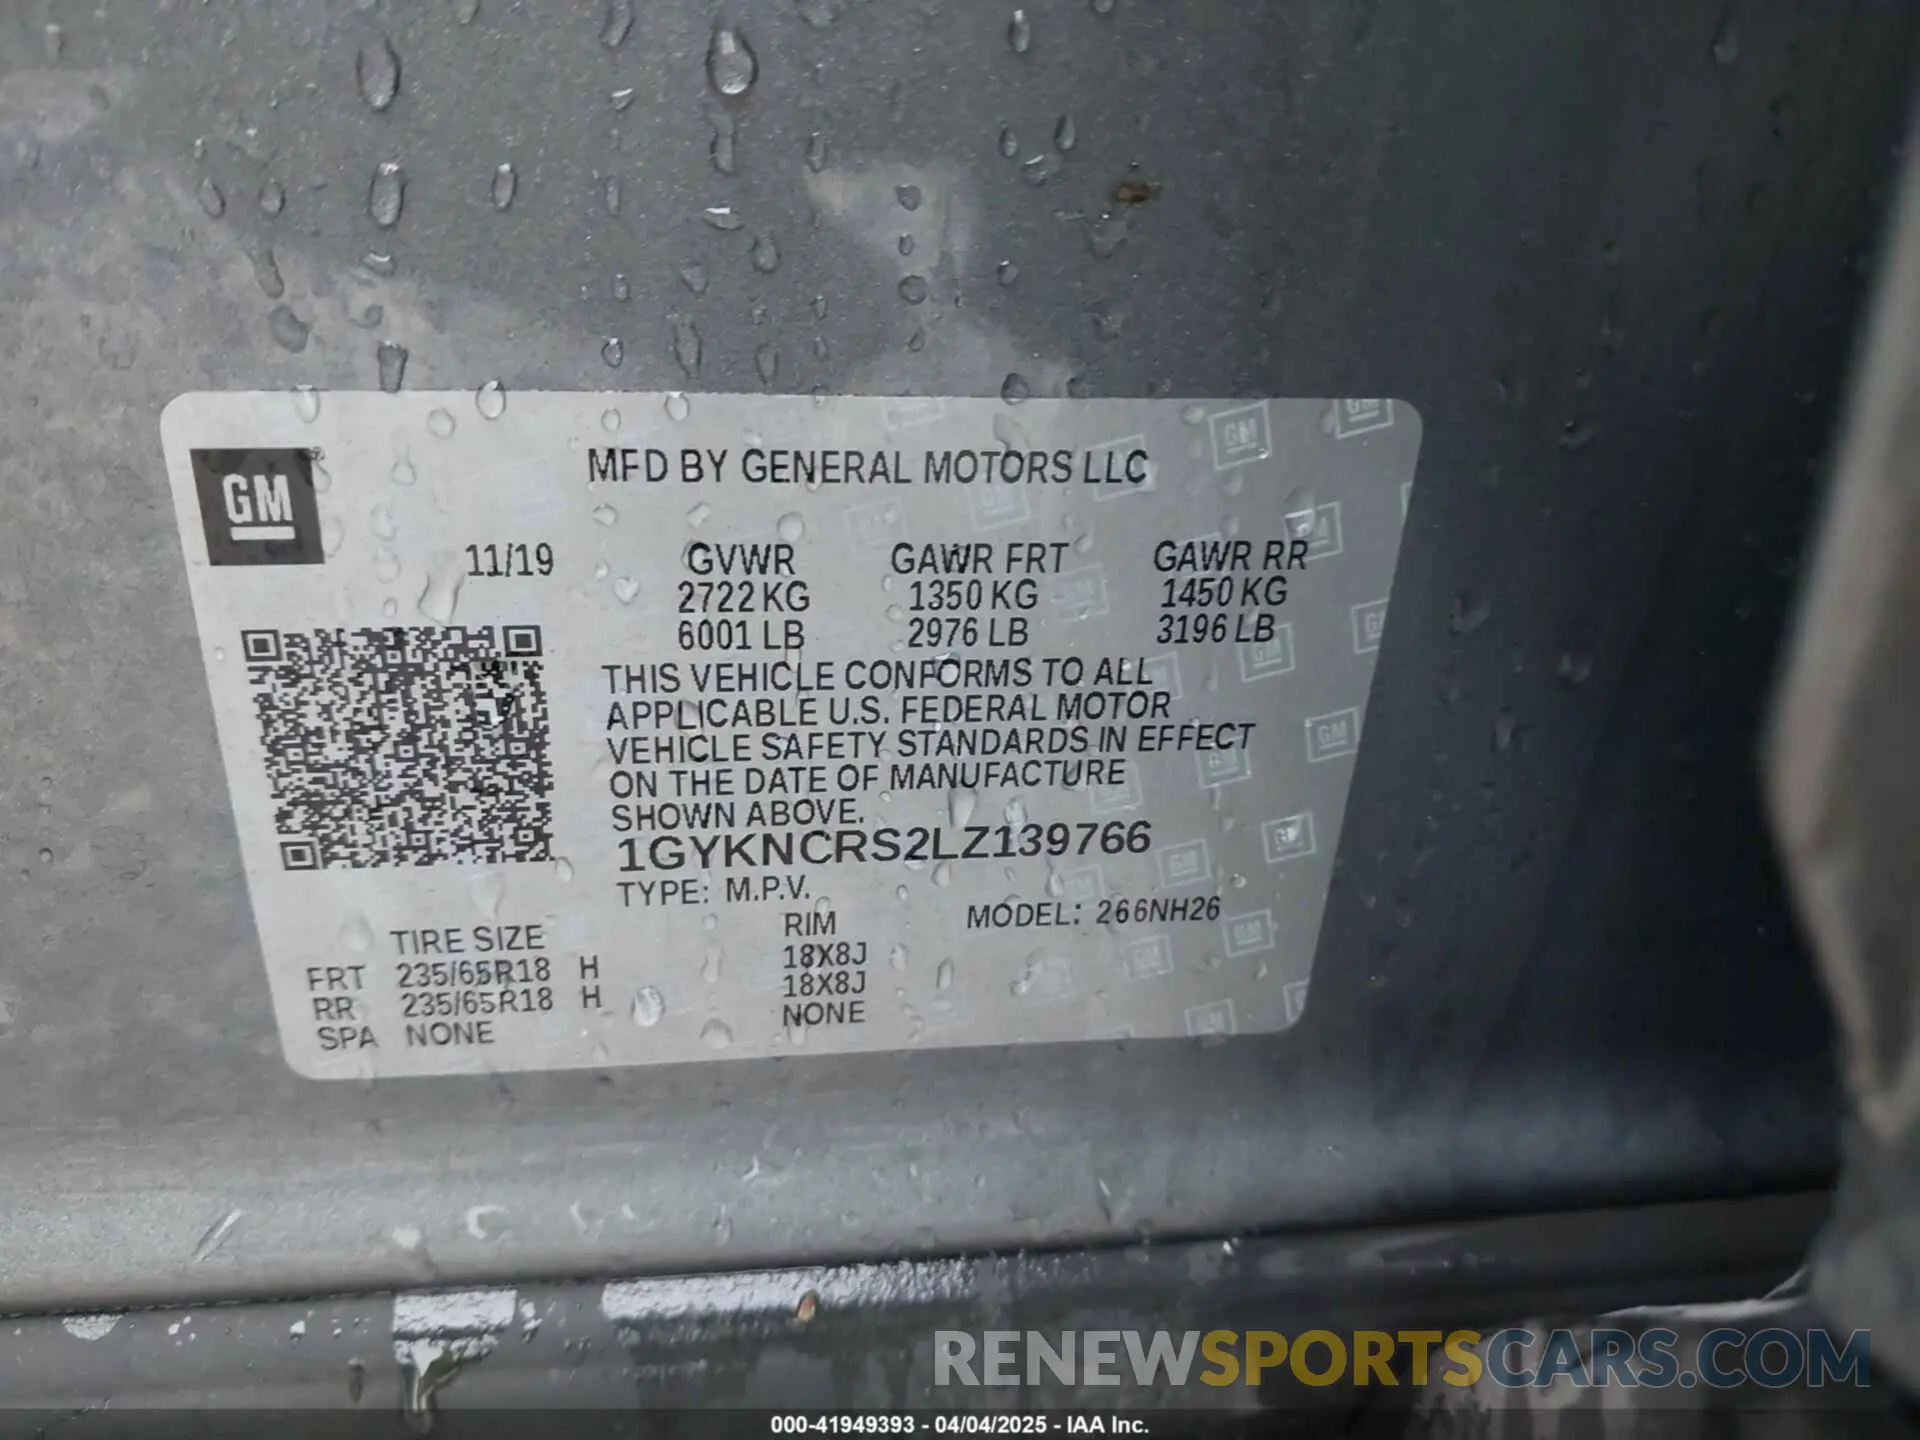 GM
MFD BY GENERAL MOTORS LLC
11/19 GVWR GAWR FRT GAWR RR
2722 KG 1350 KG 1450 KG
6001 LB 2976 LB 3196 LB
THIS VEHICLE CONFORMS TO ALL
APPLICABLE U.S. FEDERAL MOTOR
VEHICLE SAFETY STANDARDS IN EFFECT
ON THE DATE OF MANUFACTURE
SHOWN ABOVE.
1GYKNCRS2LZ139766
TYPE: M.P.V.
MODEL: 266NH26
TIRE SIZE RIM
FRT 235/65R18 H 18X8J
RR 235/65R18 H 18X8J
SPA NONE NONE
RENEWSPORTSCARS.COM
000-41949393 - 04/04/2025 - IAA Inc.